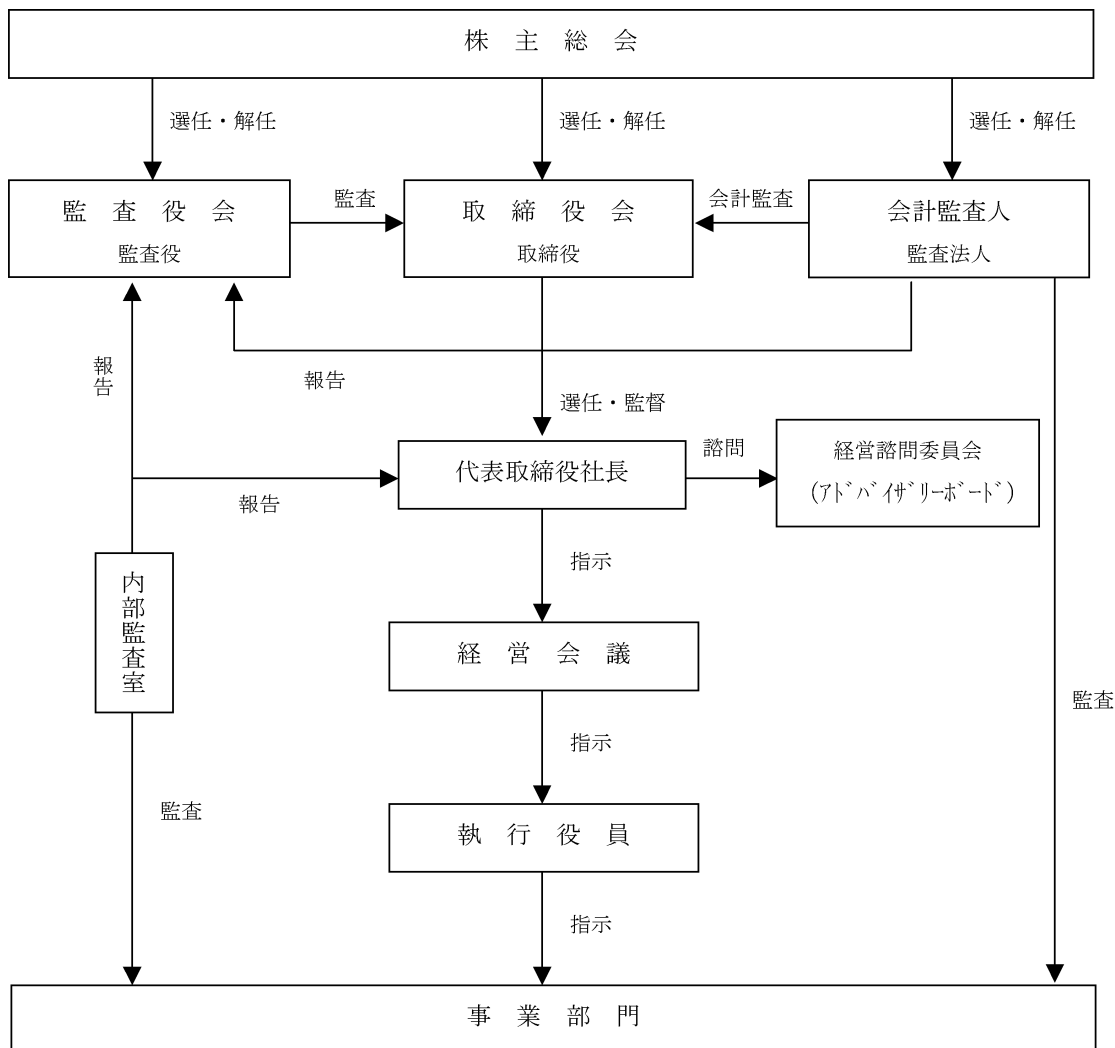 株主総会
選任・解任
選任・解任
選任・解任
監査役会
監査役
監査
取締役会
取締役
会計監査
会計監査人
監査法人
報告
報告
選任・監督
代表取締役社長
諮問
経営諮問委員会
(ｱﾄﾞﾊﾞｲｻﾞﾘｰﾎﾞｰﾄﾞ)
報告
指示
内部監査室
経営会議
監査
指示
監査
執行役員
指示
事業部門